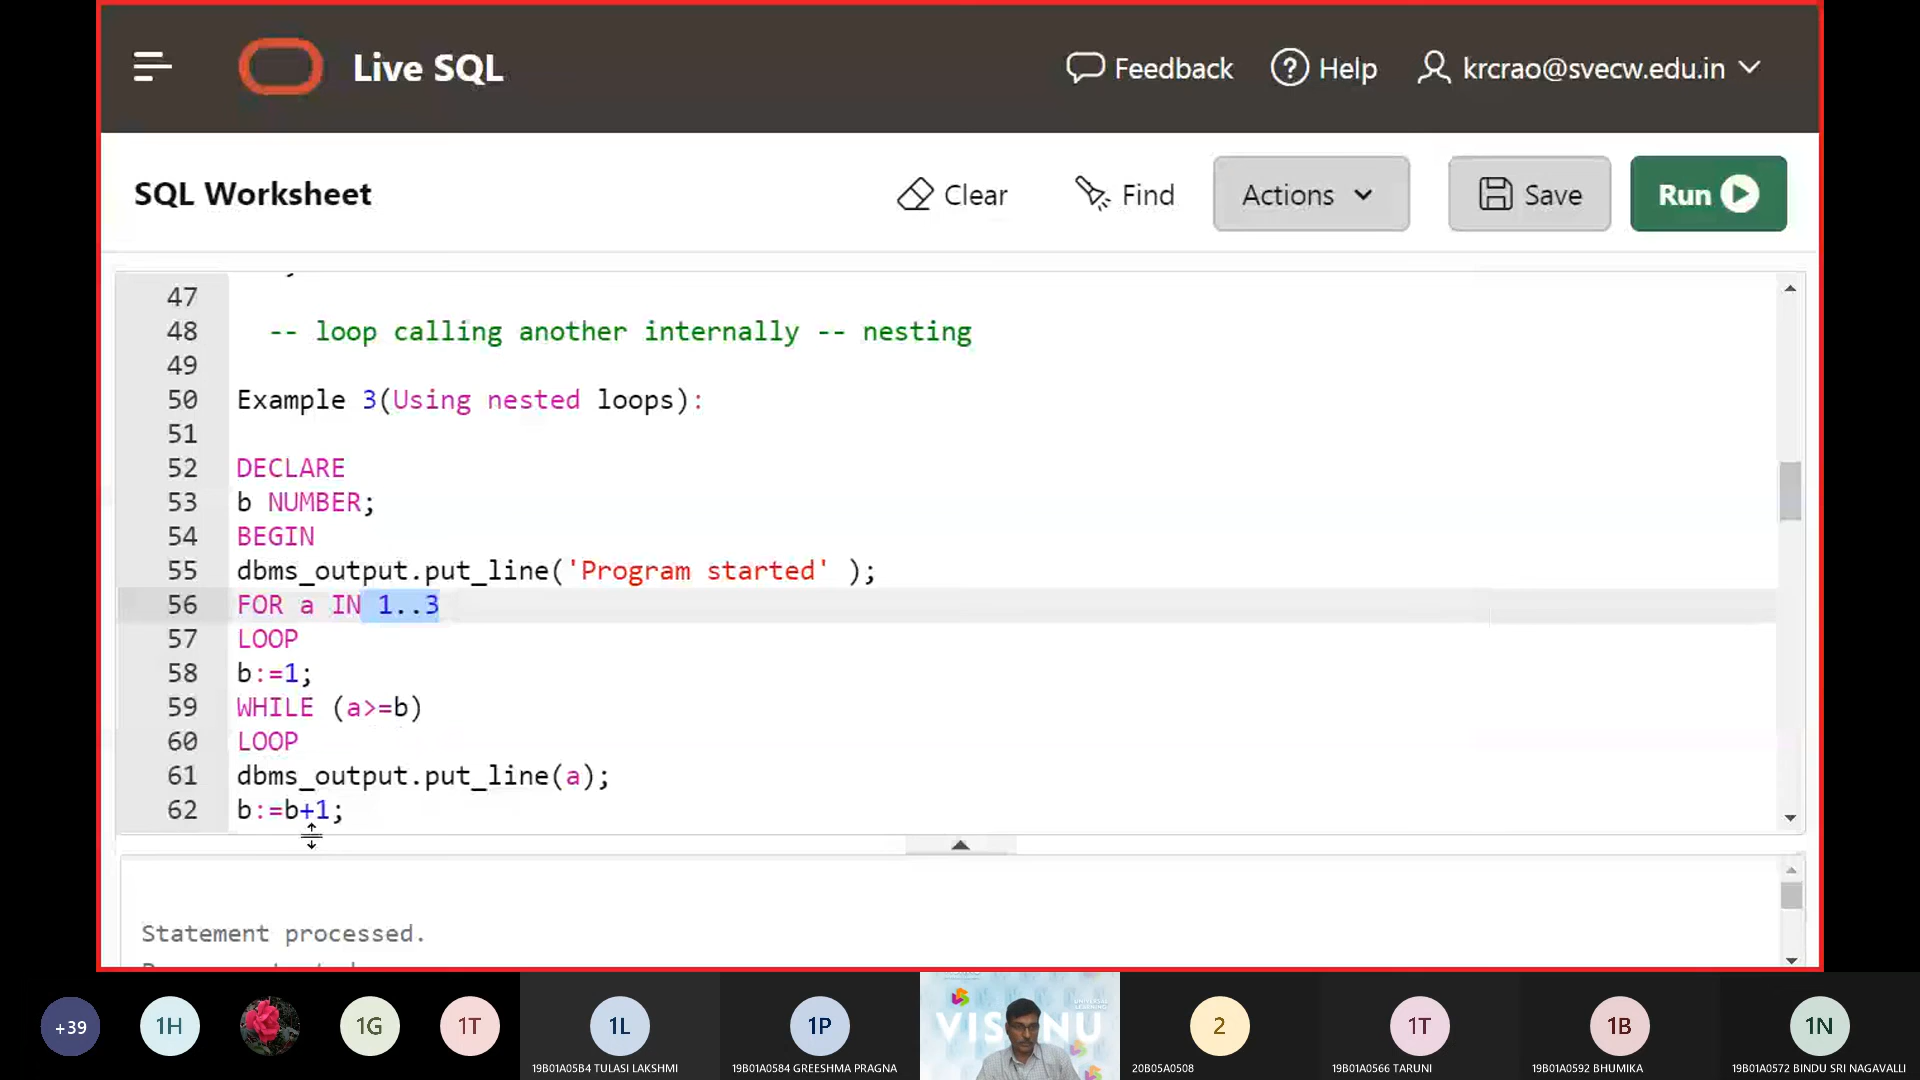 Live SQL
Feedback
Help
krcrao@svecw.edu.in
SQL Worksheet
Clear
Find
Actions
Save
Run
47
48 -- loop calling another internally -- nesting
49
50 Example 3(Using nested loops):
51
52 DECLARE
53 b NUMBER;
54 BEGIN
55 dbms_output.put_line('Program started' );
56 FOR a IN 1..3
57 LOOP
58 b:=1;
59 WHILE (a>=b)
60 LOOP
61 dbms_output.put_line(a);
62 b:=b+1;
Statement processed.
+39
1H
1G
1T
1L
19B01A05B4 TULASI LAKSHMI
1P
19B01A0584 GREESHMA PRAGNA
2
20B05A0508
1T
19B01A0566 TARUNI
1B
19B01A0592 BHUMIKA
1N
19B01A0572 BINDU SRI NAGAVALLI